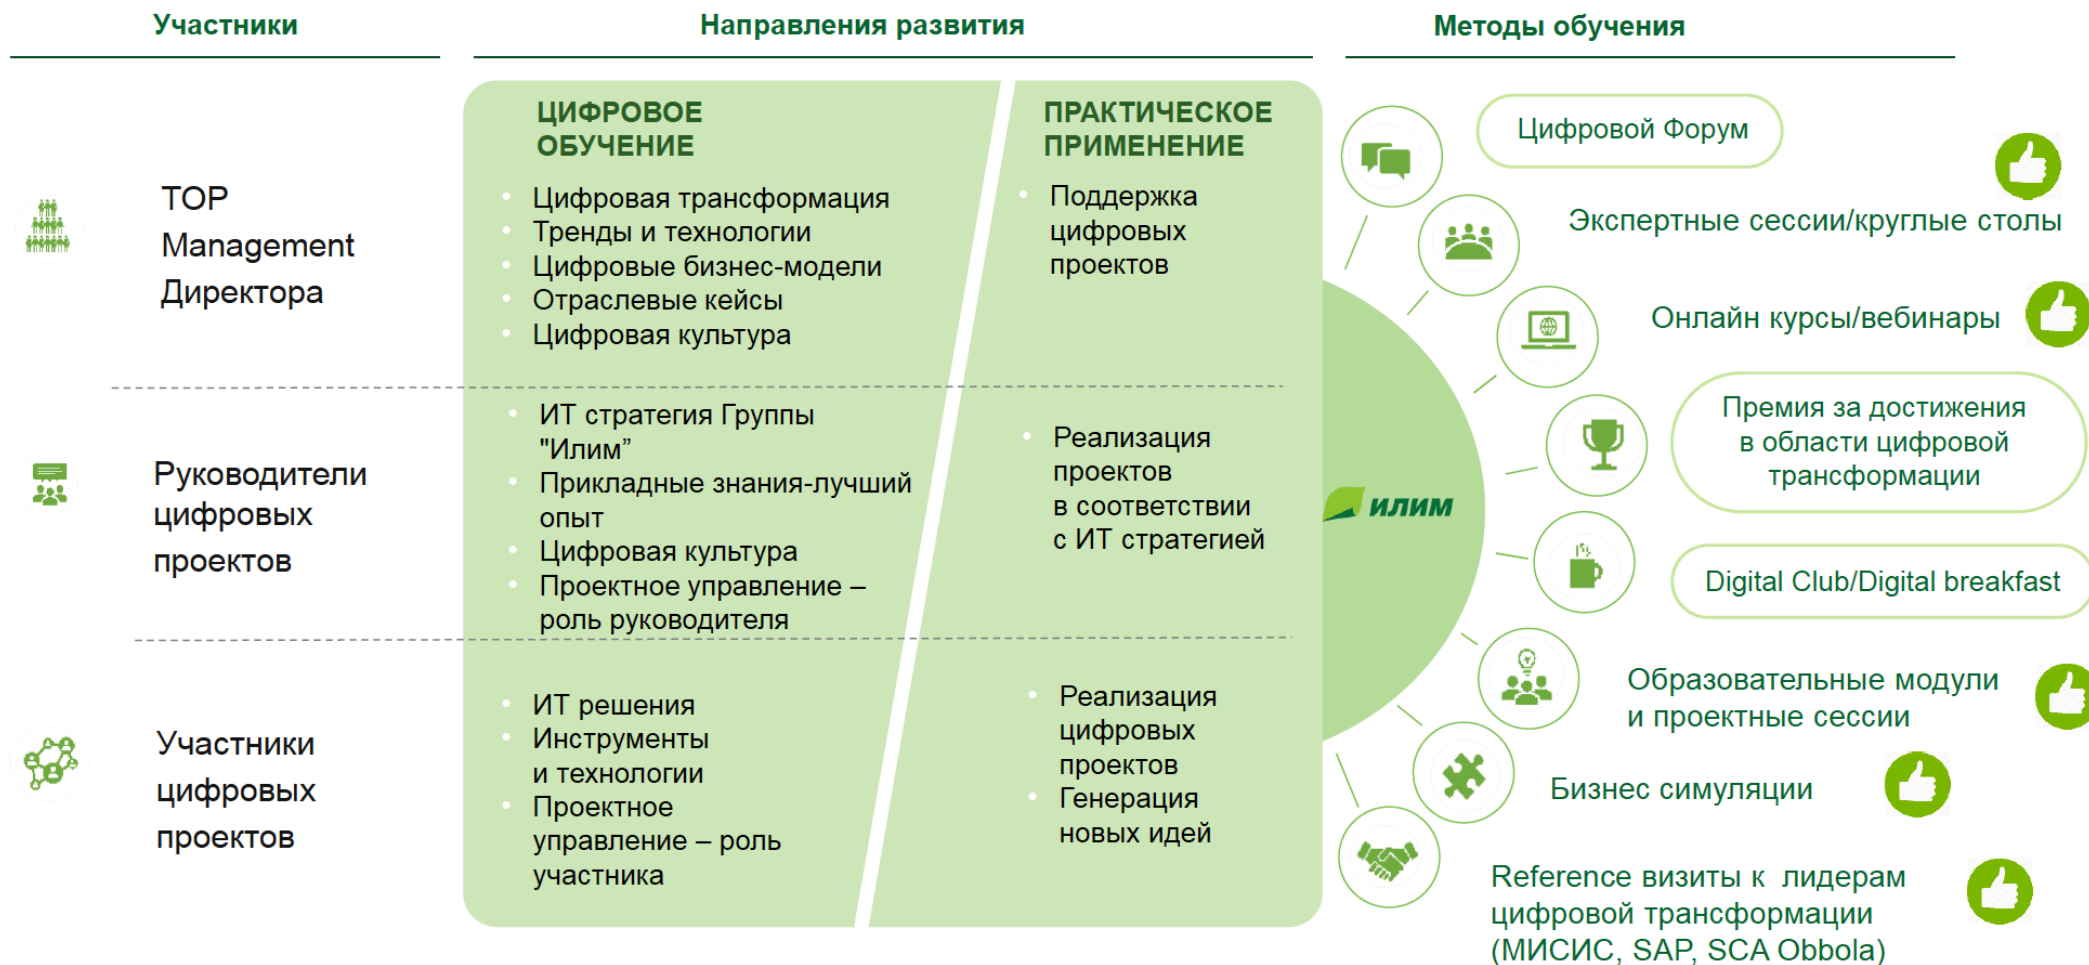 Участники
Направления развития
Методы обучения
TOP
Management
Директора
ЦИФРОВОЕ
ОБУЧЕНИЕ
Цифровая трансформация
Тренды и технологии
Цифровые бизнес-модели
Отраслевые кейсы
Цифровая культура
ПРАКТИЧЕСКОЕ
ПРИМЕНЕНИЕ
Поддержка
цифровых
проектов
Руководители
цифровых
проектов
ИТ стратегия Группы
"Илим”
Прикладные знания-лучший
опыт
Цифровая культура
Проектное управление –
роль руководителя
Реализация
проектов
в соответствии
с ИТ стратегией
Участники
цифровых
проектов
ИТ решения
Инструменты
и технологии
Проектное
управление – роль
участника
Реализация
цифровых
проектов
Генерация
новых идей
илим
Цифровой Форум
Экспертные сессии/круглые столы
Онлайн курсы/вебинары
Премия за достижения
в области цифровой
трансформации
Digital Club/Digital breakfast
Образовательные модули
и проектные сессии
Бизнес симуляции
Reference визиты к лидерам
цифровой трансформации
(МИСИС, SAP, SCA Obbola)